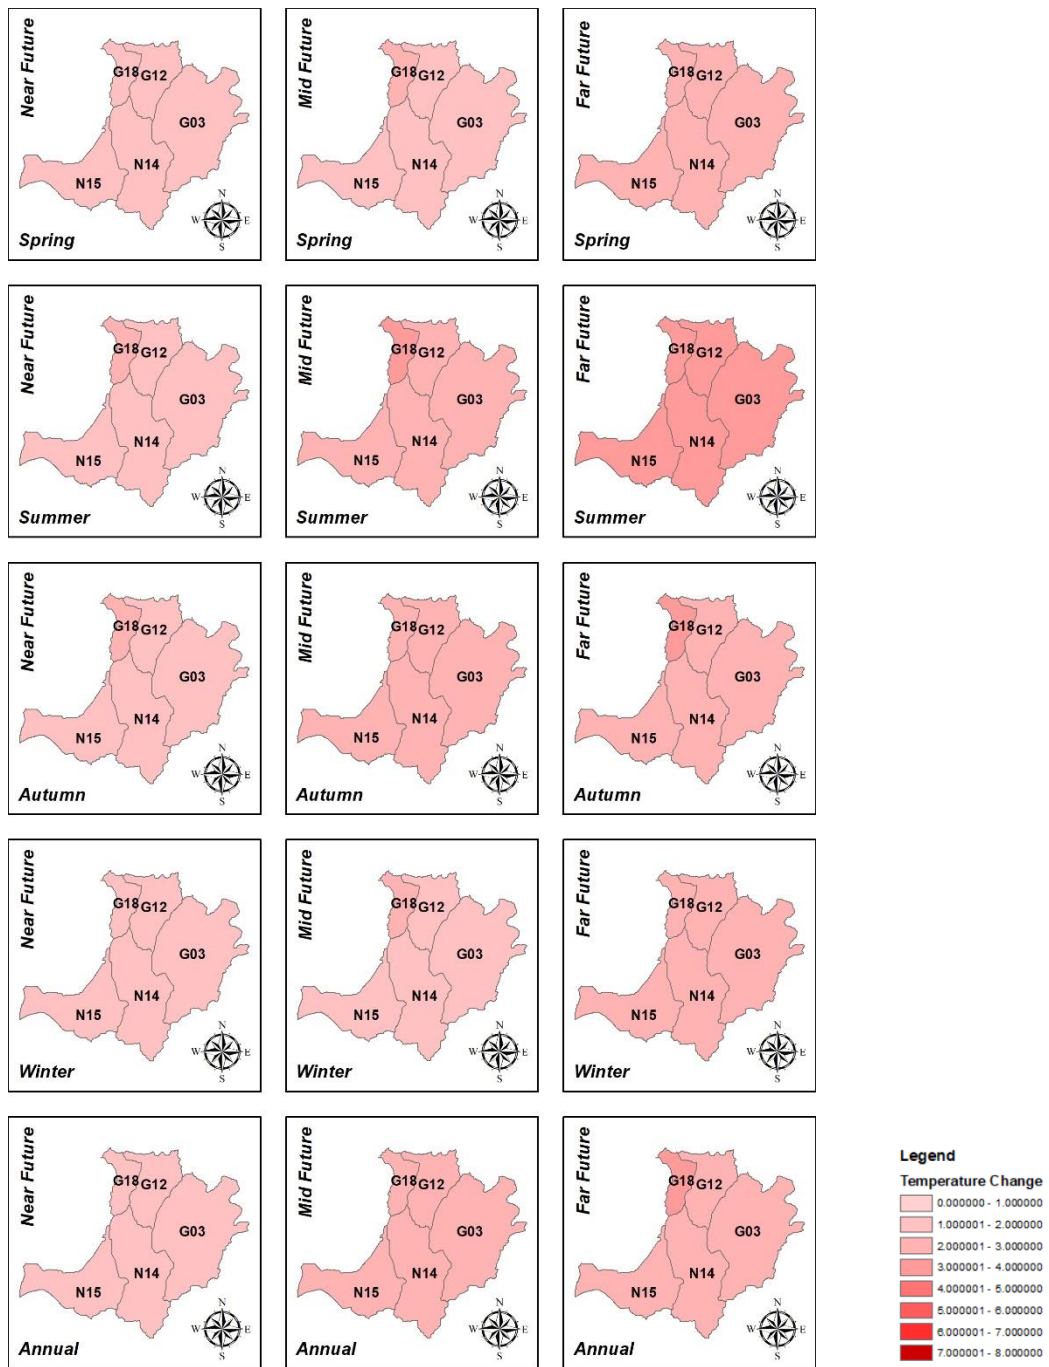 Near Future
G18
G12
G03
N14
N15
N
W
E
S
Spring
Mid Future
G18
G12
G03
N14
N15
N
W
E
S
Spring
Far Future
G18
G12
G03
N14
N15
N
W
E
S
Spring
Near Future
G18
G12
G03
N14
N15
N
W
E
S
Summer
Mid Future
G18
G12
G03
N14
N15
N
W
E
S
Summer
Far Future
G18
G12
G03
N14
N15
N
W
E
S
Summer
Near Future
G18
G12
G03
N14
N15
N
W
E
S
Autumn
Mid Future
G18
G12
G03
N14
N15
N
W
E
S
Autumn
Far Future
G18
G12
G03
N14
N15
N
W
E
S
Autumn
Near Future
G18
G12
G03
N14
N15
N
W
E
S
Winter
Mid Future
G18
G12
G03
N14
N15
N
W
E
S
Winter
Far Future
G18
G12
G03
N14
N15
N
W
E
S
Winter
Near Future
G18
G12
G03
N14
N15
N
W
E
S
Annual
Mid Future
G18
G12
G03
N14
N15
N
W
E
S
Annual
Far Future
G18
G12
G03
N14
N15
N
W
E
S
Annual
Legend
Temperature Change
0.000000 - 1.000000
1.000001 - 2.000000
2.000001 - 3.000000
3.000001 - 4.000000
4.000001 - 5.000000
5.000001 - 6.000000
6.000001 - 7.000000
7.000001 - 8.000000